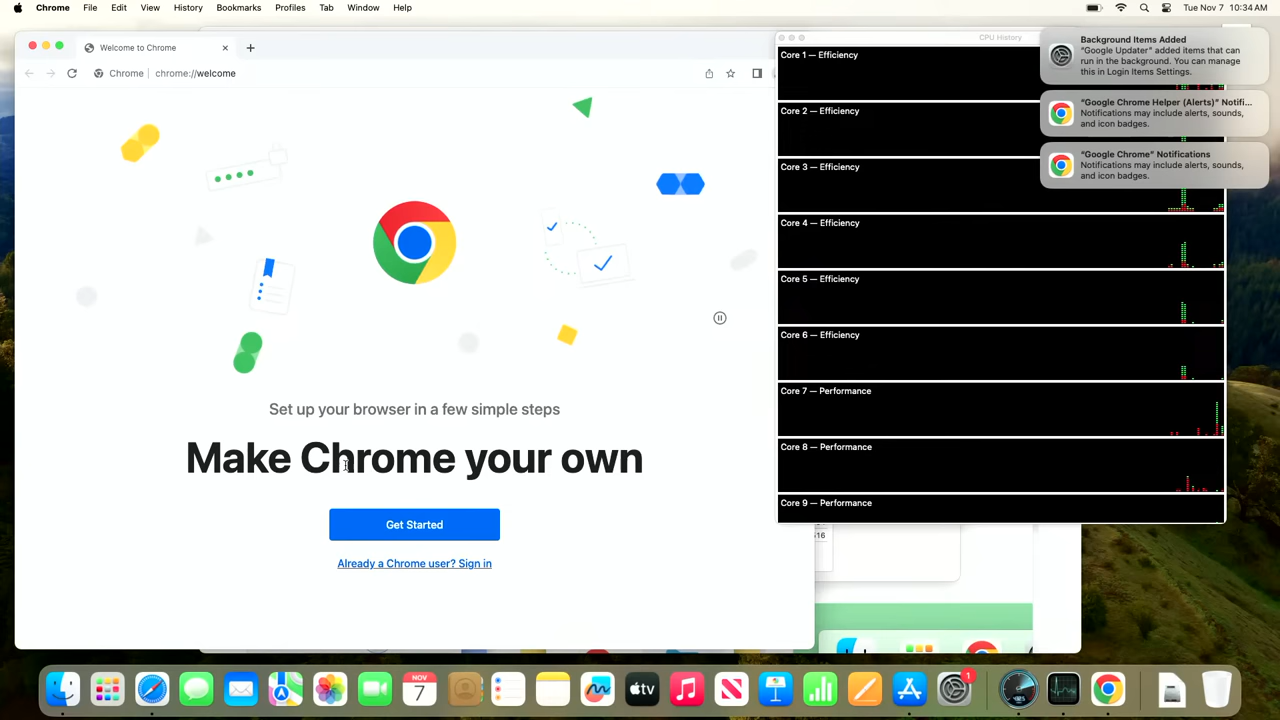 Chrome File Edit View History Bookmarks Profiles Tab Window Help
Tue Nov 7 10:34 AM
Welcome to Chrome
Chrome
chrome://welcome
Set up your browser in a few simple steps
Make Chrome your own
Get Started
Already a Chrome user? Sign in
CPU History
Core 1 — Efficiency
Core 2 — Efficiency
Core 3 — Efficiency
Core 4 — Efficiency
Core 5 — Efficiency
Core 6 — Efficiency
Core 7 — Performance
Core 8 — Performance
Core 9 — Performance
516
Background Items Added
“Google Updater” added items that can
run in the background. You can manage
this in Login Items Settings.
“Google Chrome Helper (Alerts)” Notifi...
Notifications may include alerts, sounds,
and icon badges.
“Google Chrome” Notifications
Notifications may include alerts, sounds,
and icon badges.
NOV
7
tv
1